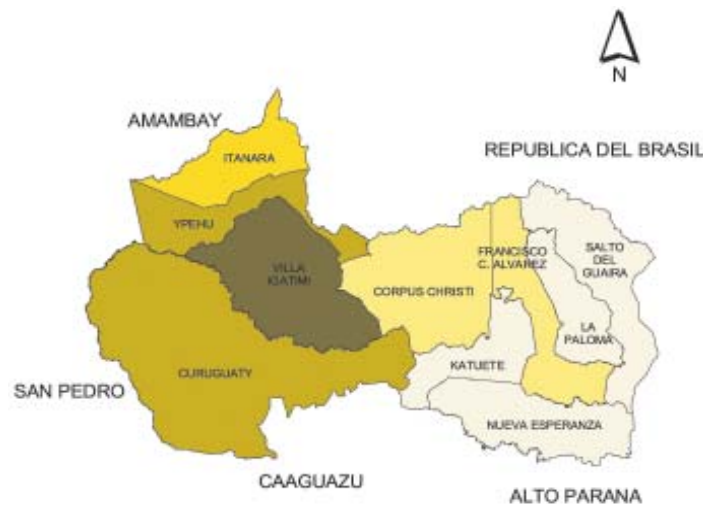 N
AMAMBAY
REPUBLICA DEL BRASIL
ITANARA
YPEHU
VILLA
IGATIMI
FRANCISCO
C. ALVAREZ
SALTO
DEL
GUAIRA
CORPUS CHRISTI
LA
PALOMA
KATUETE
CURUGUATY
SAN PEDRO
NUEVA ESPERANZA
CAAGUAZU
ALTO PARANA